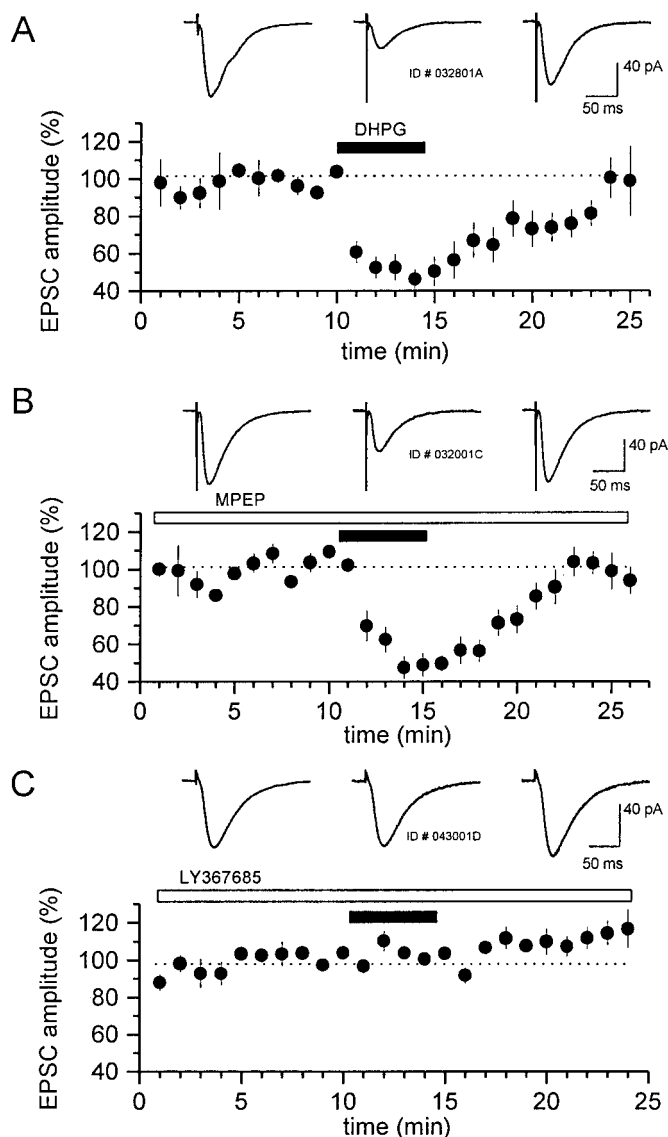 A
ID # 032801A
40 pA
50 ms
EPSC amplitude (%)
DHPG
120
100
80
60
40
0 5 10 15 20 25
time (min)
B
ID # 032001C
40 pA
50 ms
MPEP
EPSC amplitude (%)
120
100
80
60
40
0 5 10 15 20 25
time (min)
C
ID # 043001D
40 pA
50 ms
LY367685
EPSC amplitude (%)
120
100
80
60
40
0 5 10 15 20 25
time (min)